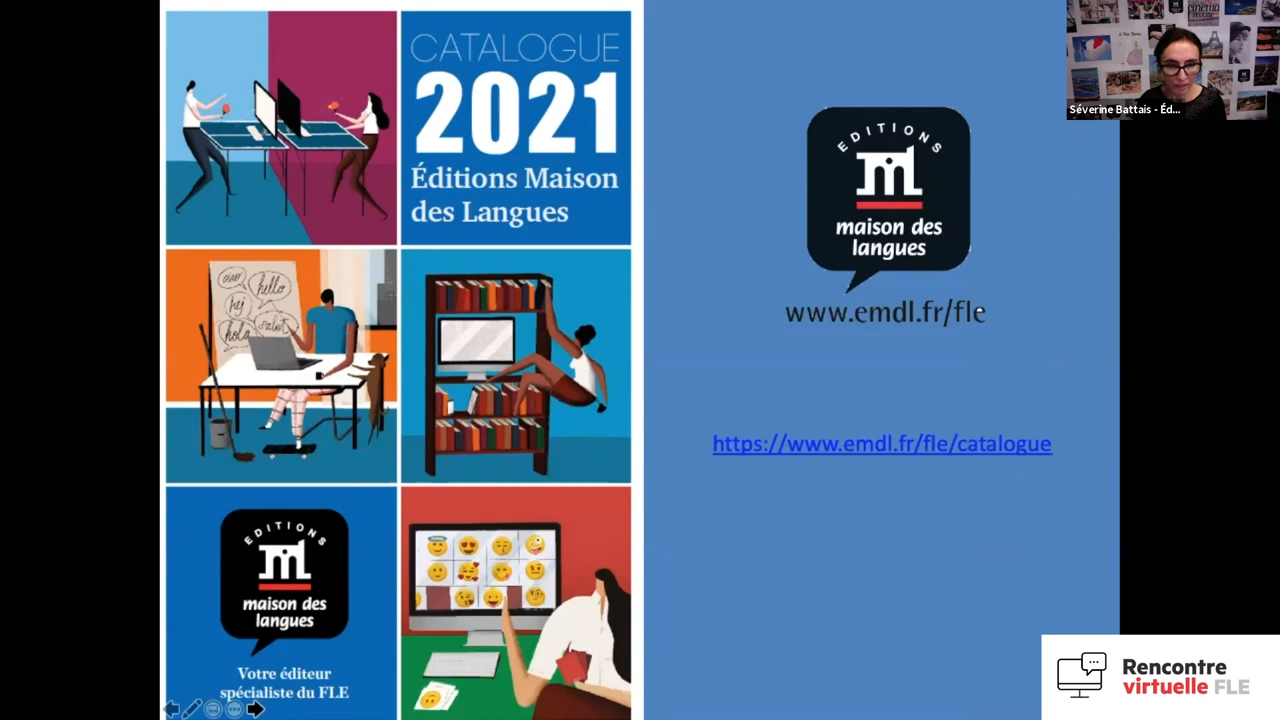 CATALOGUE
2021
Éditions Maison
des Langues
ciao
hello
hej
hola
salut
EDITIONS
maison des
langues
Votre éditeur
spécialiste du FLE
EDITIONS
maison des
langues
www.emdl.fr/fle
https://www.emdl.fr/fle/catalogue
Séverine Battais - Éd...
Rencontre
virtuelle FLE